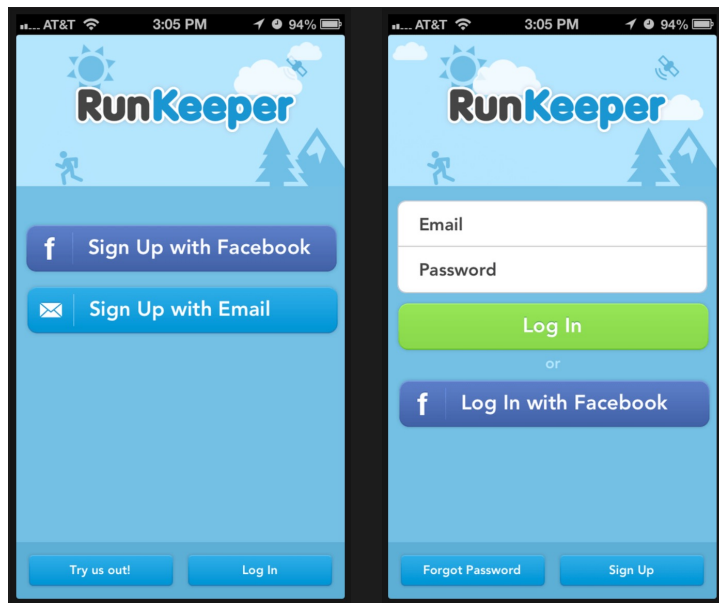 AT&T 3:05 PM 94%
RunKeeper
f Sign Up with Facebook
Sign Up with Email
Try us out! Log In
AT&T 3:05 PM 94%
RunKeeper
Email
Password
Log In
or
f Log In with Facebook
Forgot Password Sign Up